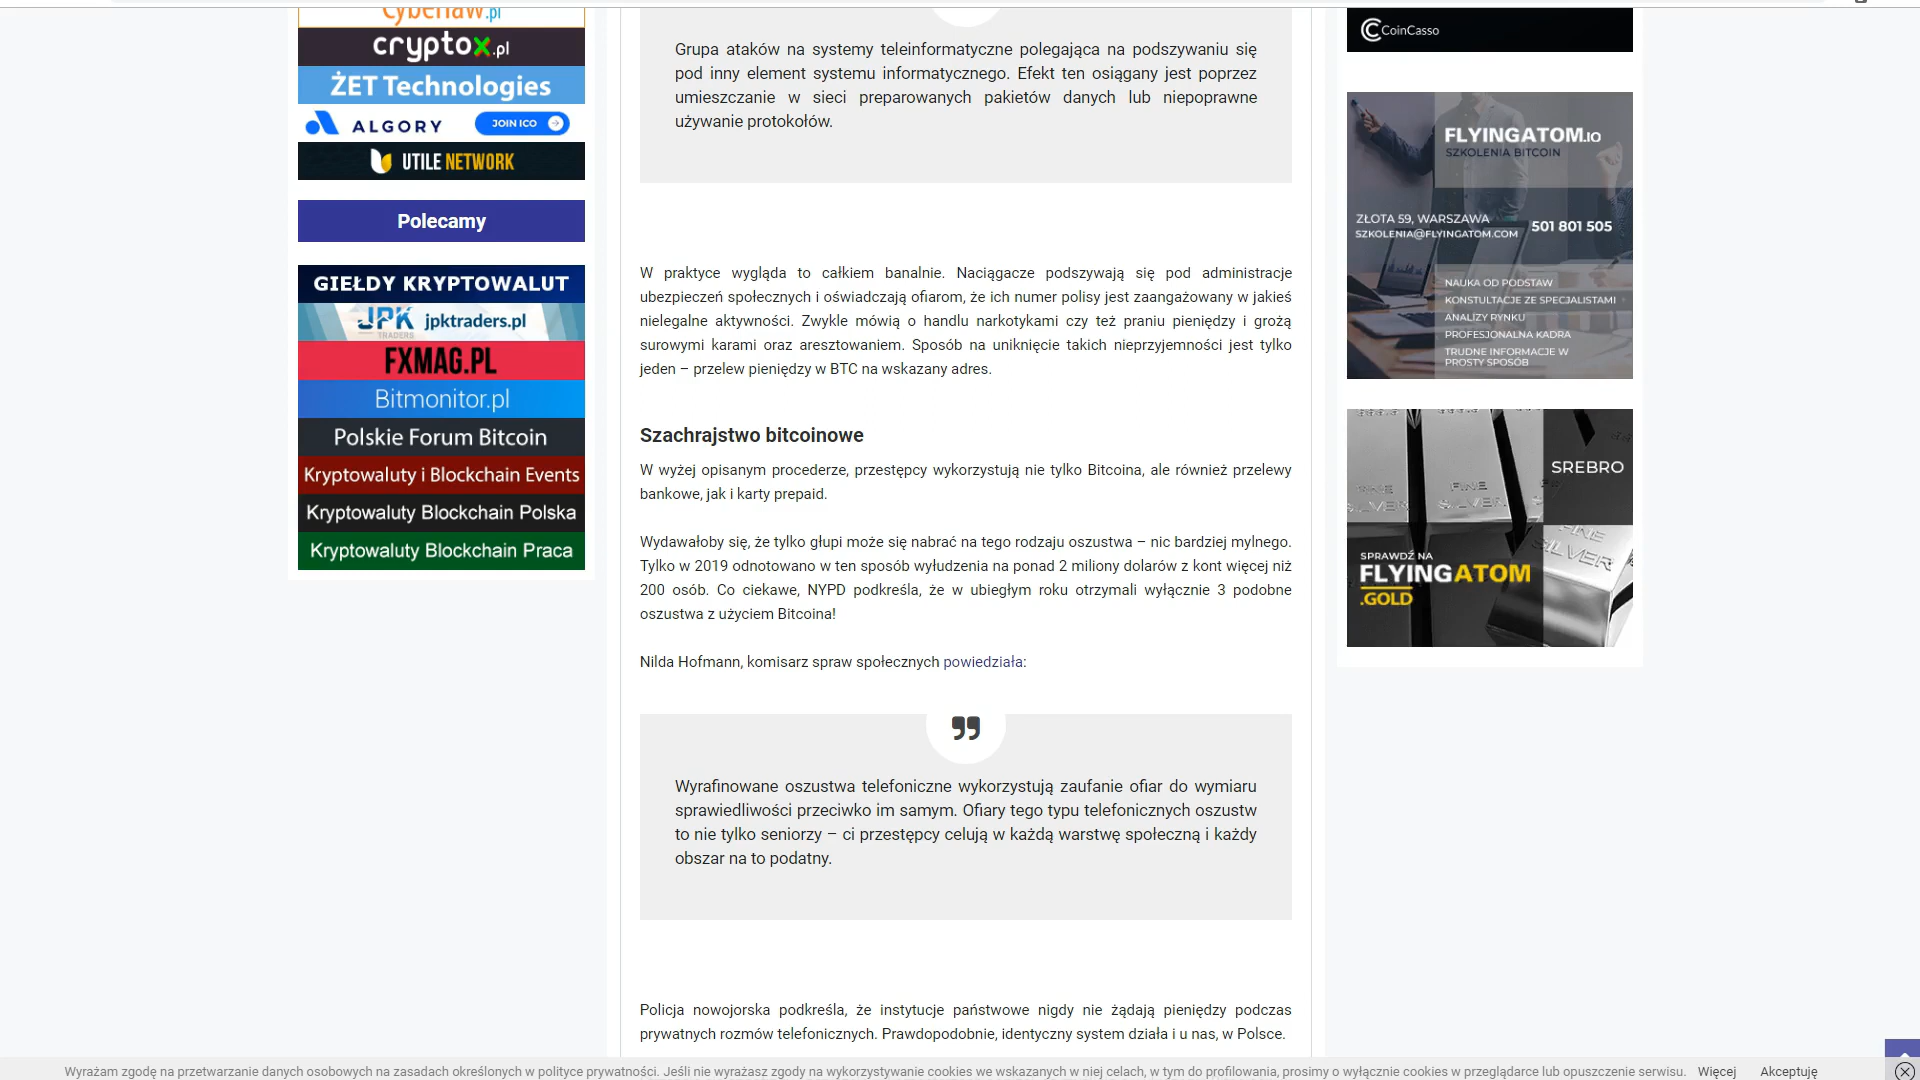 Cyberlaw.pl
cryptox.pl
ŻET Technologies
ALGORY
JOIN ICO
UTILE NETWORK
Polecamy
GIEŁDY KRYPTOWALUT
JPK
TRADERS
jpktraders.pl
FXMAG.PL
Bitmonitor.pl
Polskie Forum Bitcoin
Kryptowaluty i Blockchain Events
Kryptowaluty Blockchain Polska
Kryptowaluty Blockchain Praca
Grupa ataków na systemy teleinformatyczne polegająca na podszywaniu się
pod inny element systemu informatycznego. Efekt ten osiągany jest poprzez
umieszczanie w sieci preparowanych pakietów danych lub niepoprawne
używanie protokołów.
W praktyce wygląda to całkiem banalnie. Naciągacze podszywają się pod administracje
ubezpieczeń społecznych i oświadczają ofiarom, że ich numer polisy jest zaangażowany w jakieś
nielegalne aktywności. Zwykle mówią o handlu narkotykami czy też praniu pieniędzy i grożą
surowymi karami oraz aresztowaniem. Sposób na uniknięcie takich nieprzyjemności jest tylko
jeden – przelew pieniędzy w BTC na wskazany adres.
Szachrajstwo bitcoinowe
W wyżej opisanym procederze, przestępcy wykorzystują nie tylko Bitcoina, ale również przelewy
bankowe, jak i karty prepaid.
Wydawałoby się, że tylko głupi może się nabrać na tego rodzaju oszustwa – nic bardziej mylnego.
Tylko w 2019 odnotowano w ten sposób wyłudzenia na ponad 2 miliony dolarów z kont więcej niż
200 osób. Co ciekawe, NYPD podkreśla, że w ubiegłym roku otrzymali wyłącznie 3 podobne
oszustwa z użyciem Bitcoina!
Nilda Hofmann, komisarz spraw społecznych powiedziała:
Wyrafinowane oszustwa telefoniczne wykorzystują zaufanie ofiar do wymiaru
sprawiedliwości przeciwko im samym. Ofiary tego typu telefonicznych oszustw
to nie tylko seniorzy – ci przestępcy celują w każdą warstwę społeczną i każdy
obszar na to podatny.
Policja nowojorska podkreśla, że instytucje państwowe nigdy nie żądają pieniędzy podczas
prywatnych rozmów telefonicznych. Prawdopodobnie, identyczny system działa i u nas, w Polsce.
CoinCasso
FLYINGATOM.IO
SZKOLENIA BITCOIN
ZŁOTA 59, WARSZAWA
SZKOLENIA@FLYINGATOM.COM
501 801 505
NAUKA OD PODSTAW
KONSTULTACJE ZE SPECJALISTAMI
ANALIZY RYNKU
PROFESJONALNA KADRA
TRUDNE INFORMACJE W
PROSTY SPOSÓB
SREBRO
FINE
SILVER
FINE
SILVER
FINE
SILVER
SPRAWDŹ NA
FLYINGATOM
.GOLD
Wyrażam zgodę na przetwarzanie danych osobowych na zasadach określonych w polityce prywatności. Jeśli nie wyrażasz zgody na wykorzystywanie cookies we wskazanych w niej celach, w tym do profilowania, prosimy o wyłącznie cookies w przeglądarce lub opuszczenie serwisu. Więcej Akceptuję